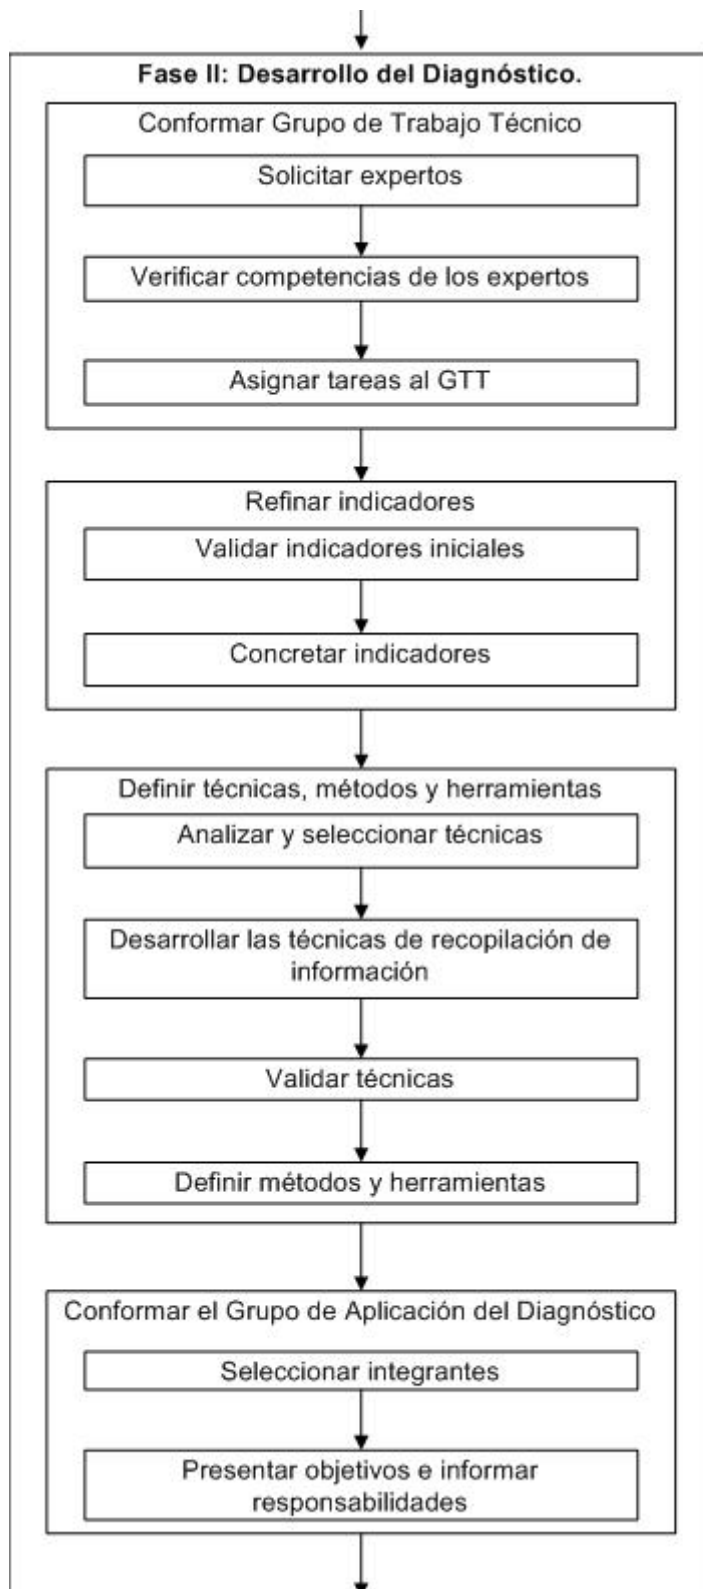 Fase II: Desarrollo del Diagnóstico.
Conformar Grupo de Trabajo Técnico
Solicitar expertos
Verificar competencias de los expertos
Asignar tareas al GTT
Refinar indicadores
Validar indicadores iniciales
Concretar indicadores
Definir técnicas, métodos y herramientas
Analizar y seleccionar técnicas
Desarrollar las técnicas de recopilación de
información
Validar técnicas
Definir métodos y herramientas
Conformar el Grupo de Aplicación del Diagnóstico
Seleccionar integrantes
Presentar objetivos e informar
responsabilidades